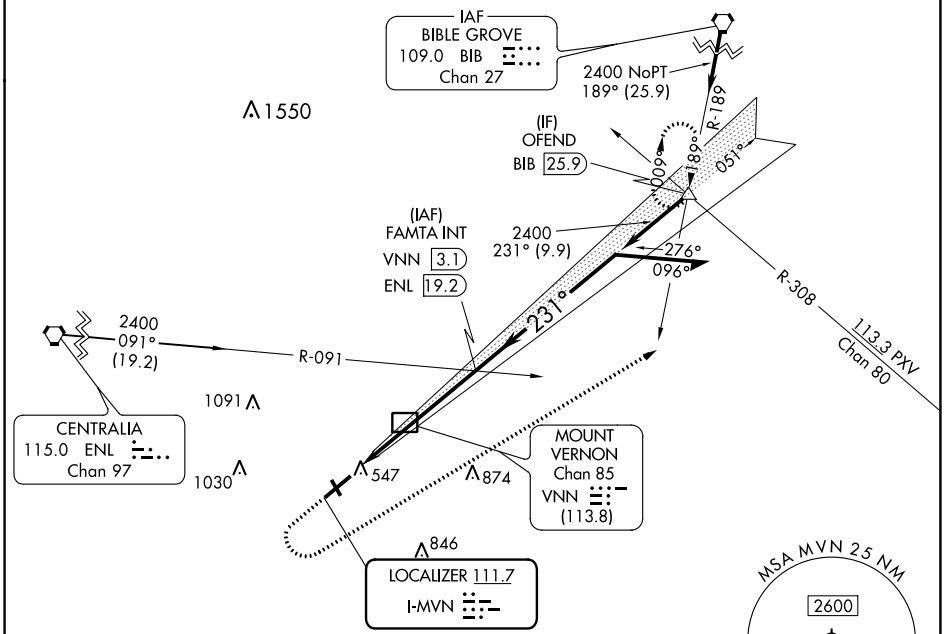 IAF
BIBLE GROVE
109.0 BIB
Chan 27
2400 NoPT
189° (25.9)
R-189
1550
(IF)
OFEND
BIB 25.9
009°
189°
051°
(IAF)
FAMTA INT
VNN 3.1
ENL 19.2
2400
231° (9.9)
276°
096°
231°
R-308
113.3 PXV
Chan 80
2400
091°
(19.2)
R-091
CENTRALIA
115.0 ENL
Chan 97
1091
1030
547
874
MOUNT
VERNON
Chan 85
VNN
(113.8)
846
LOCALIZER 111.7
I-MVN
MSA MVN 25 NM
2600